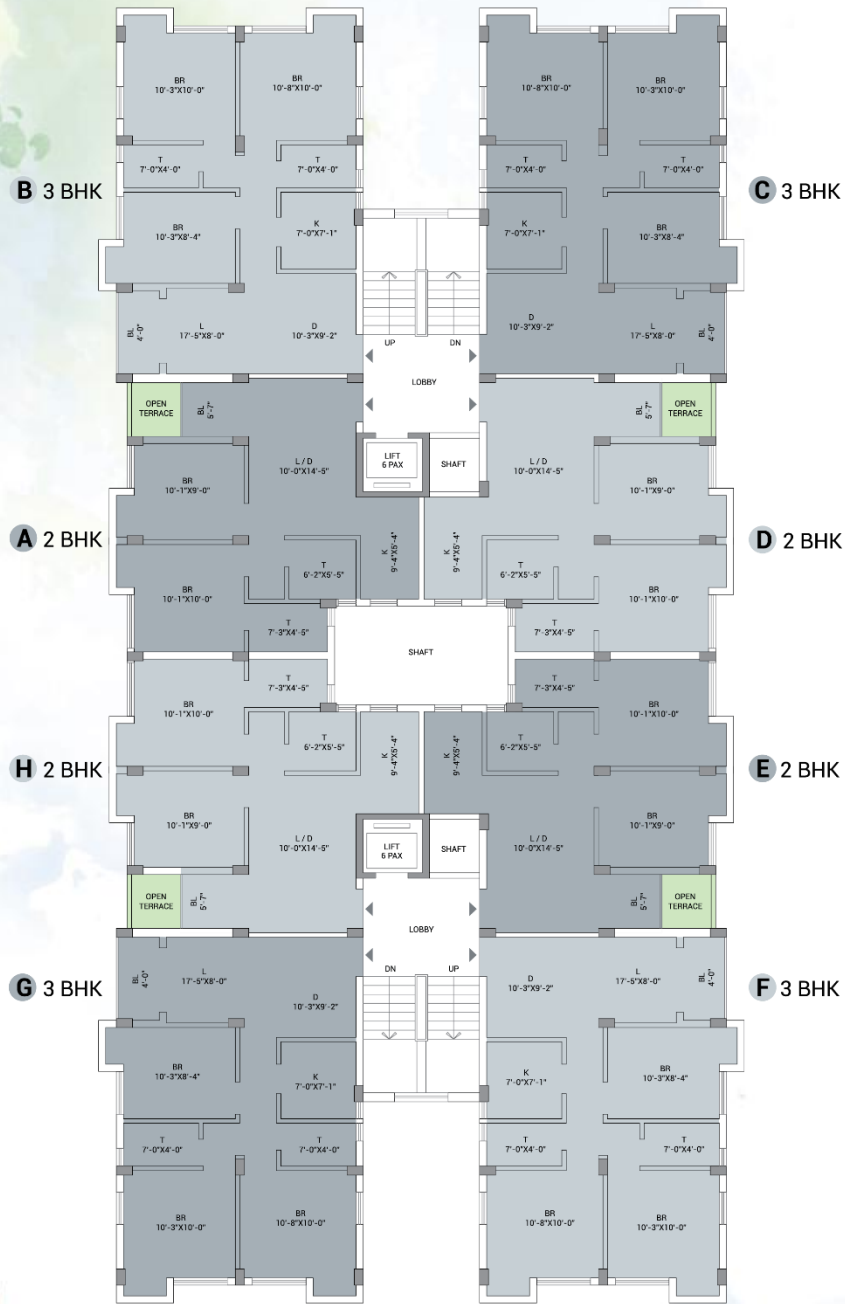 BR
10'-3"X10'-0"
BR
10'-8"X10'-0"
BR
10'-8"X10'-0"
BR
10'-3"X10'-0"
T
7'-0"X4'-0"
T
7'-0"X4'-0"
T
7'-0"X4'-0"
T
7'-0"X4'-0"
B 3 BHK
C 3 BHK
BR
10'-3"X8'-4"
K
7'-0"X7'-1"
K
7'-0"X7'-1"
BR
10'-3"X8'-4"
BL
4'-0"
L
17'-5"X8'-0"
D
10'-3"X9'-2"
UP
DN
D
10'-3"X9'-2"
L
17'-5"X8'-0"
BL
4'-0"
LOBBY
OPEN
TERRACE
BL
5'-7"
BL
5'-7"
OPEN
TERRACE
L / D
10'-0"X14'-5"
LIFT
6 PAX
SHAFT
L / D
10'-0"X14'-5"
BR
10'-1"X9'-0"
BR
10'-1"X9'-0"
A 2 BHK
D 2 BHK
K
9'-4"X5'-4"
K
9'-4"X5'-4"
BR
10'-1"X10'-0"
T
6'-2"X5'-5"
T
6'-2"X5'-5"
BR
10'-1"X10'-0"
T
7'-3"X4'-5"
T
7'-3"X4'-5"
SHAFT
T
7'-3"X4'-5"
T
7'-3"X4'-5"
BR
10'-1"X10'-0"
BR
10'-1"X10'-0"
T
6'-2"X5'-5"
K
9'-4"X5'-4"
K
9'-4"X5'-4"
T
6'-2"X5'-5"
H 2 BHK
E 2 BHK
BR
10'-1"X9'-0"
BR
10'-1"X9'-0"
L / D
10'-0"X14'-5"
LIFT
6 PAX
SHAFT
L / D
10'-0"X14'-5"
OPEN
TERRACE
BL
5'-7"
BL
5'-7"
OPEN
TERRACE
LOBBY
BL
4'-0"
L
17'-5"X8'-0"
DN
UP
L
17'-5"X8'-0"
BL
4'-0"
G 3 BHK
F 3 BHK
D
10'-3"X9'-2"
D
10'-3"X9'-2"
BR
10'-3"X8'-4"
K
7'-0"X7'-1"
K
7'-0"X7'-1"
BR
10'-3"X8'-4"
T
7'-0"X4'-0"
T
7'-0"X4'-0"
T
7'-0"X4'-0"
T
7'-0"X4'-0"
BR
10'-3"X10'-0"
BR
10'-8"X10'-0"
BR
10'-8"X10'-0"
BR
10'-3"X10'-0"